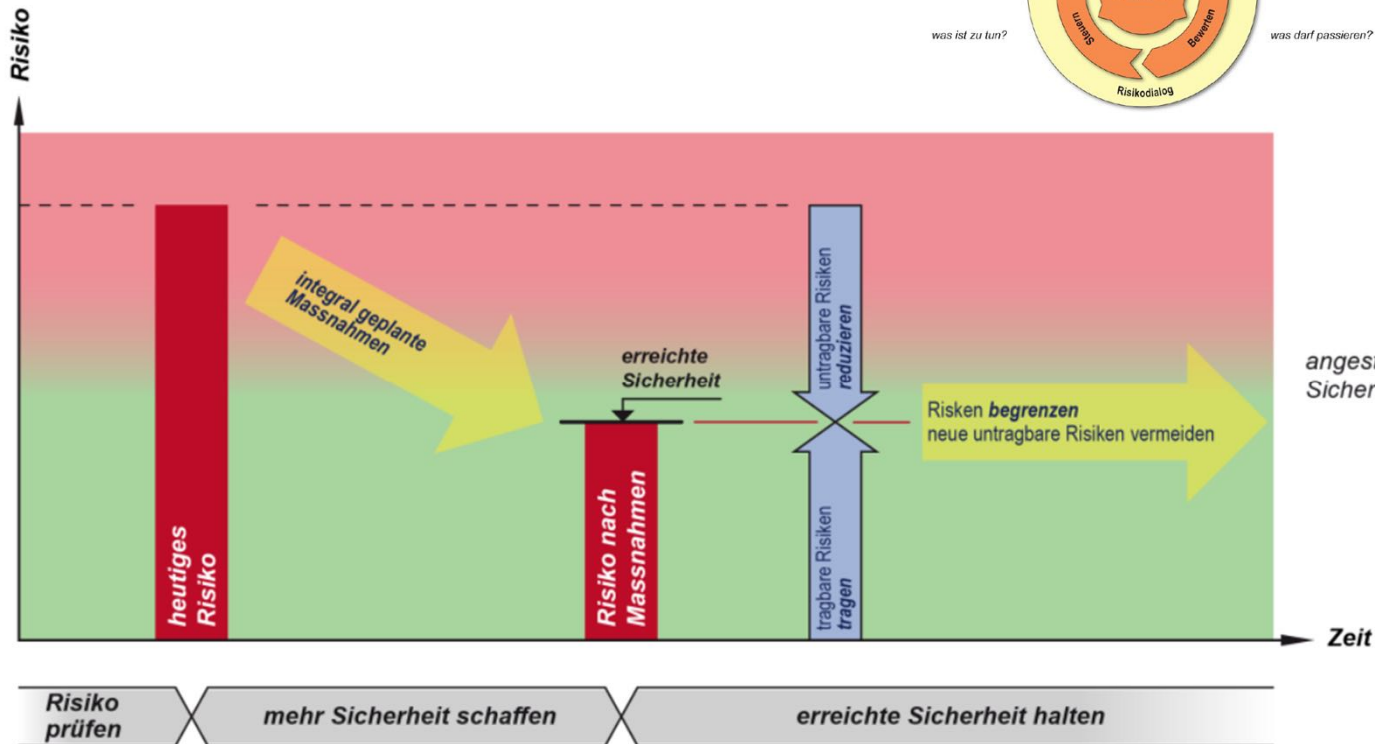 Risiko
was ist zu tun?
Steuern
Bewerten
was darf passieren?
Risikodialog
integral geplante
Massnahmen
erreichte
Sicherheit
untragbare Risiken
reduzieren
Risken begrenzen
neue untragbare Risiken vermeiden
heutiges
Risiko
Risiko nach
Massnahmen
tragbare Risiken
tragen
Zeit
Risiko
prüfen
mehr Sicherheit schaffen
erreichte Sicherheit halten